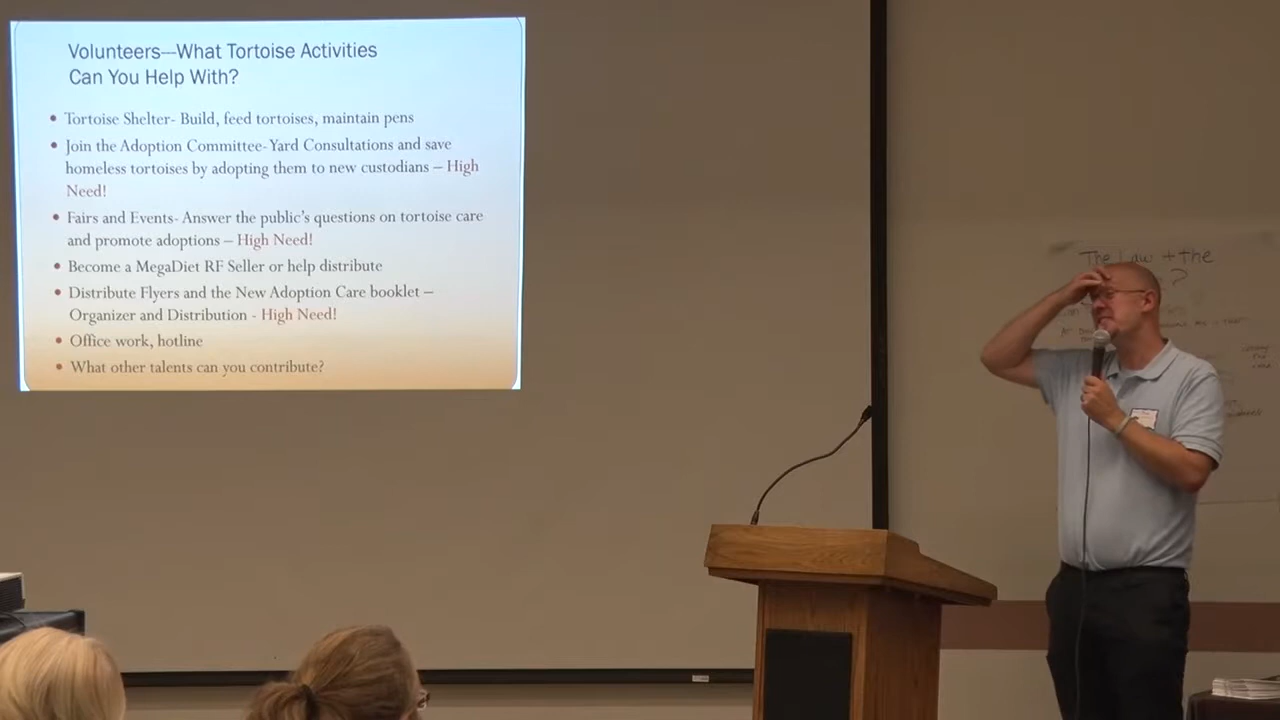 Volunteers—What Tortoise Activities
Can You Help With?
• Tortoise Shelter- Build, feed tortoises, maintain pens
• Join the Adoption Committee-Yard Consultations and save
homeless tortoises by adopting them to new custodians – High
Need!
• Fairs and Events- Answer the public's questions on tortoise care
and promote adoptions – High Need!
• Become a MegaDiet RF Seller or help distribute
• Distribute Flyers and the New Adoption Care booklet –
Organizer and Distribution - High Need!
• Office work, hotline
• What other talents can you contribute?
The Law + the
?